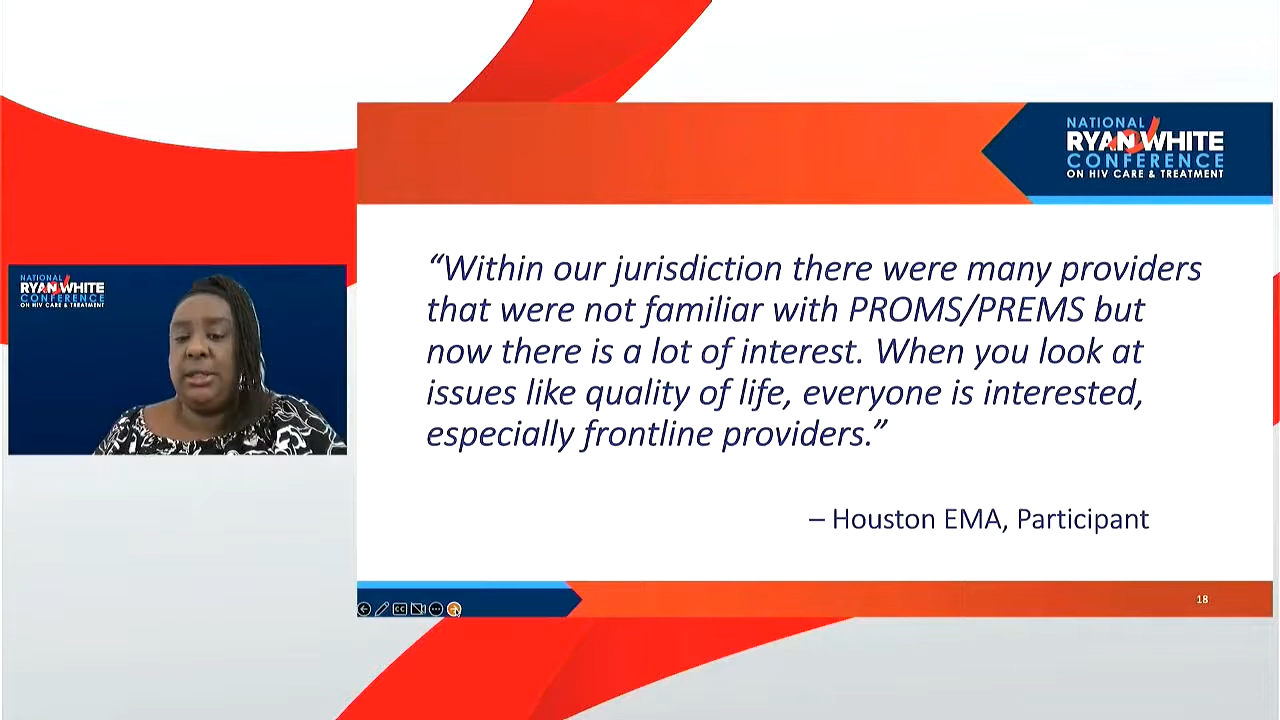 NATIONAL
RYAN WHITE
CONFERENCE
ON HIV CARE & TREATMENT
NATIONAL
RYAN WHITE
CONFERENCE
ON HIV CARE & TREATMENT
“Within our jurisdiction there were many providers
that were not familiar with PROMS/PREMS but
now there is a lot of interest. When you look at
issues like quality of life, everyone is interested,
especially frontline providers.”
– Houston EMA, Participant
CC
18